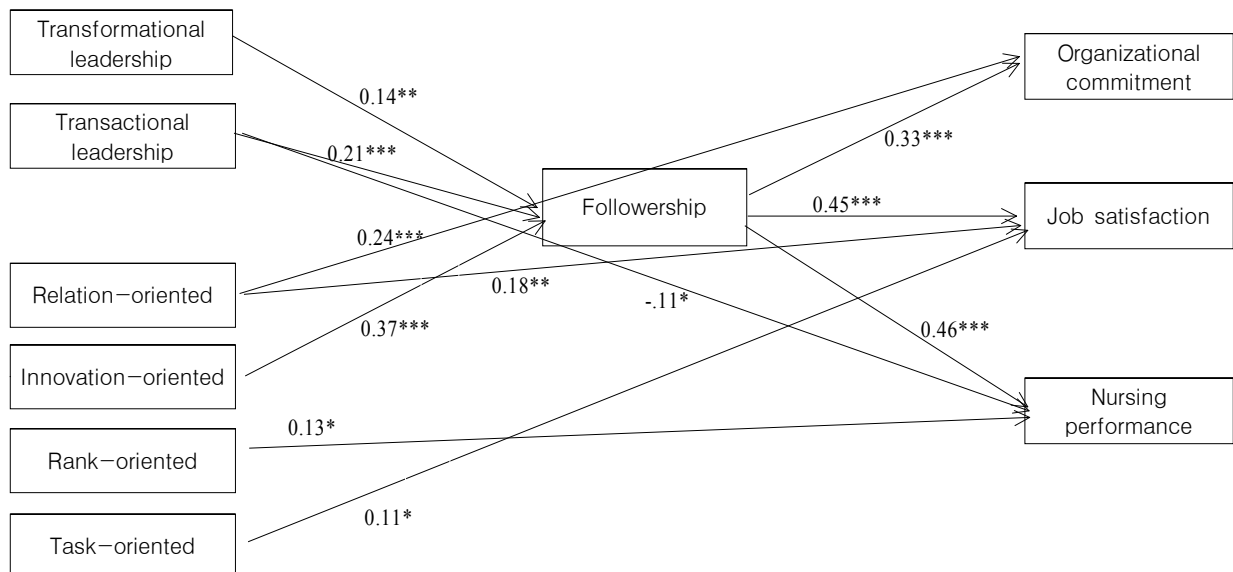 Transformational
leadership
Transactional
leadership
Relation-oriented
Innovation-oriented
Rank-oriented
Task-oriented
0.14**
0.21***
0.24***
0.18**
0.37***
0.13*
0.11*
-.11*
Followership
0.33***
0.45***
0.46***
Organizational
commitment
Job satisfaction
Nursing
performance